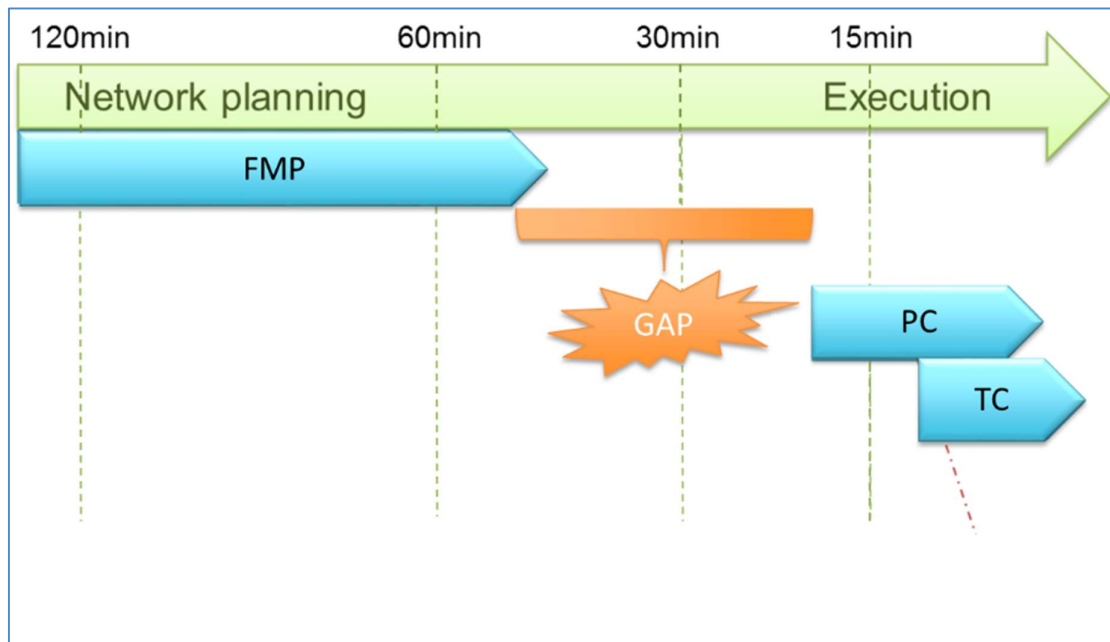 120min 60min 30min 15min
Network planning Execution
FMP
GAP
PC
TC